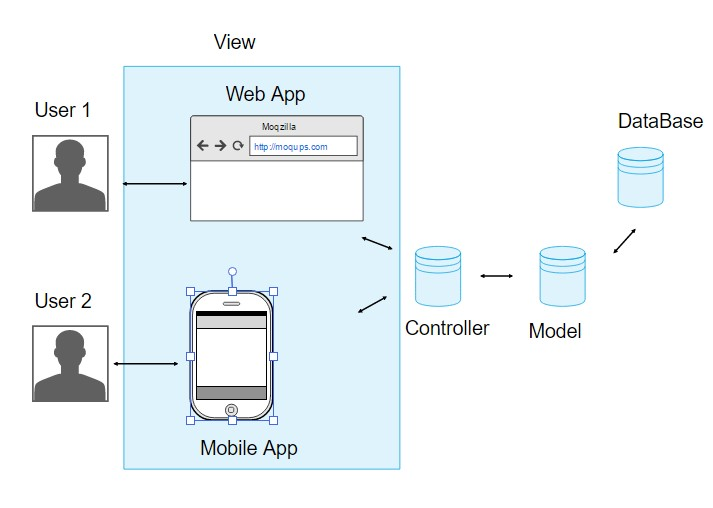 View
Web App
User 1
Moqzilla
http://moqups.com
DataBase
User 2
Controller
Model
Mobile App